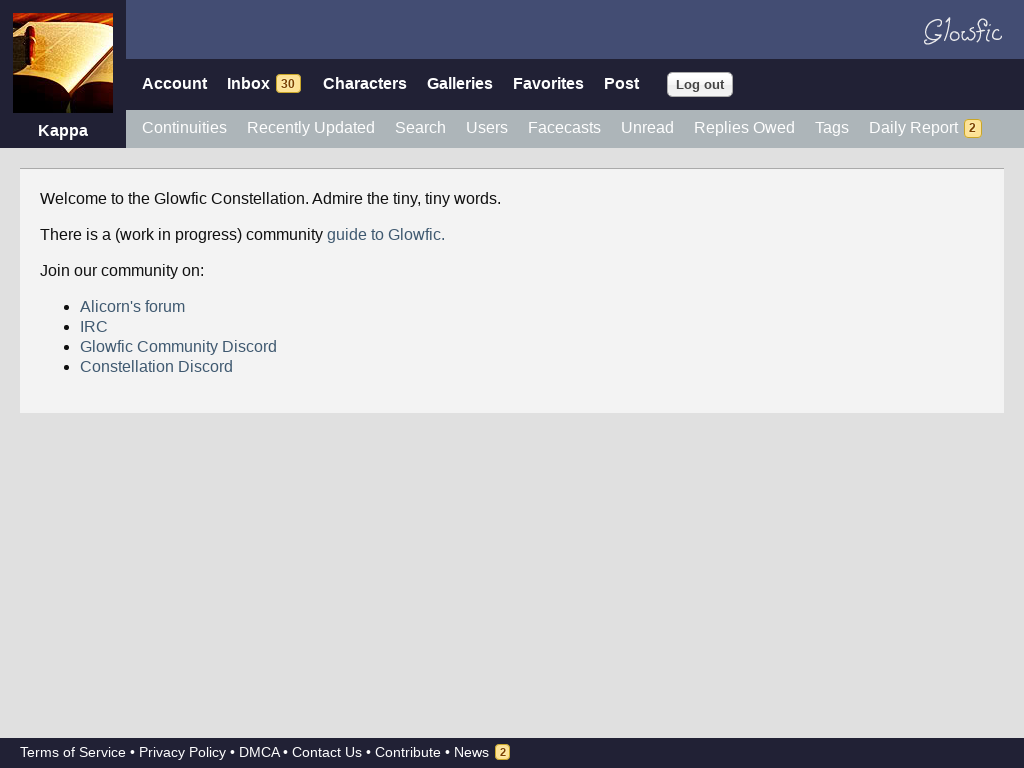 Glowfic
Account Inbox 30 Characters Galleries Favorites Post Log out
Kappa
Continuities Recently Updated Search Users Facecasts Unread Replies Owed Tags Daily Report 2
Welcome to the Glowfic Constellation. Admire the tiny, tiny words.
There is a (work in progress) community guide to Glowfic.
Join our community on:
• Alicorn's forum
• IRC
• Glowfic Community Discord
• Constellation Discord
Terms of Service • Privacy Policy • DMCA • Contact Us • Contribute • News 2